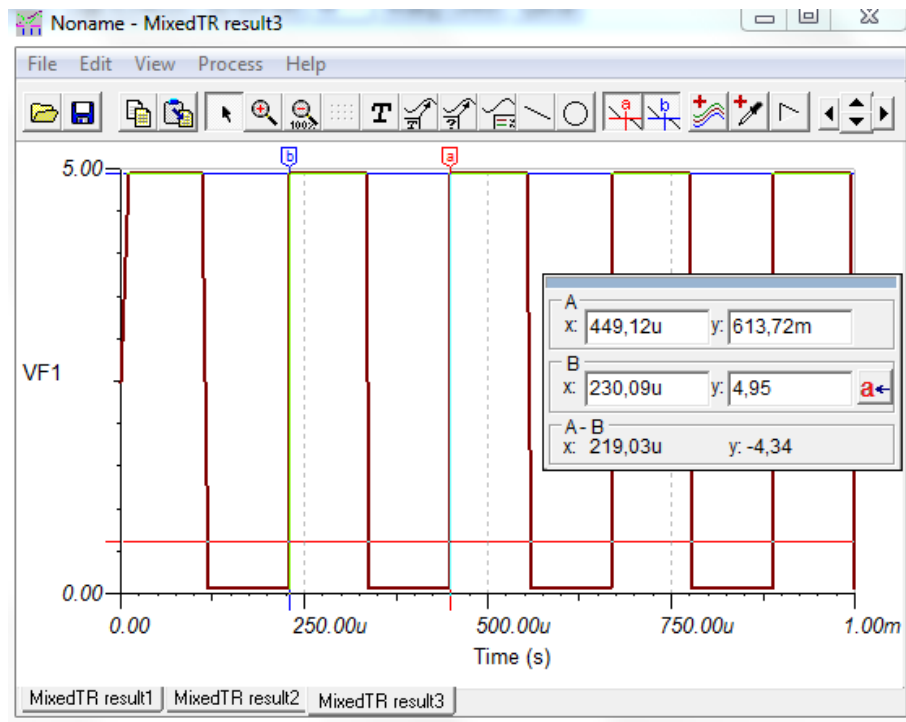 Noname - MixedTR result3
File Edit View Process Help
100%
T
a
b
b
a
5.00
VF1
0.00
0.00 250.00u 500.00u 750.00u 1.00m
Time (s)
A
x: 449,12u y: 613,72m
B
x: 230,09u y: 4,95 a
A - B
x: 219,03u y: -4,34
MixedTR result1 MixedTR result2 MixedTR result3